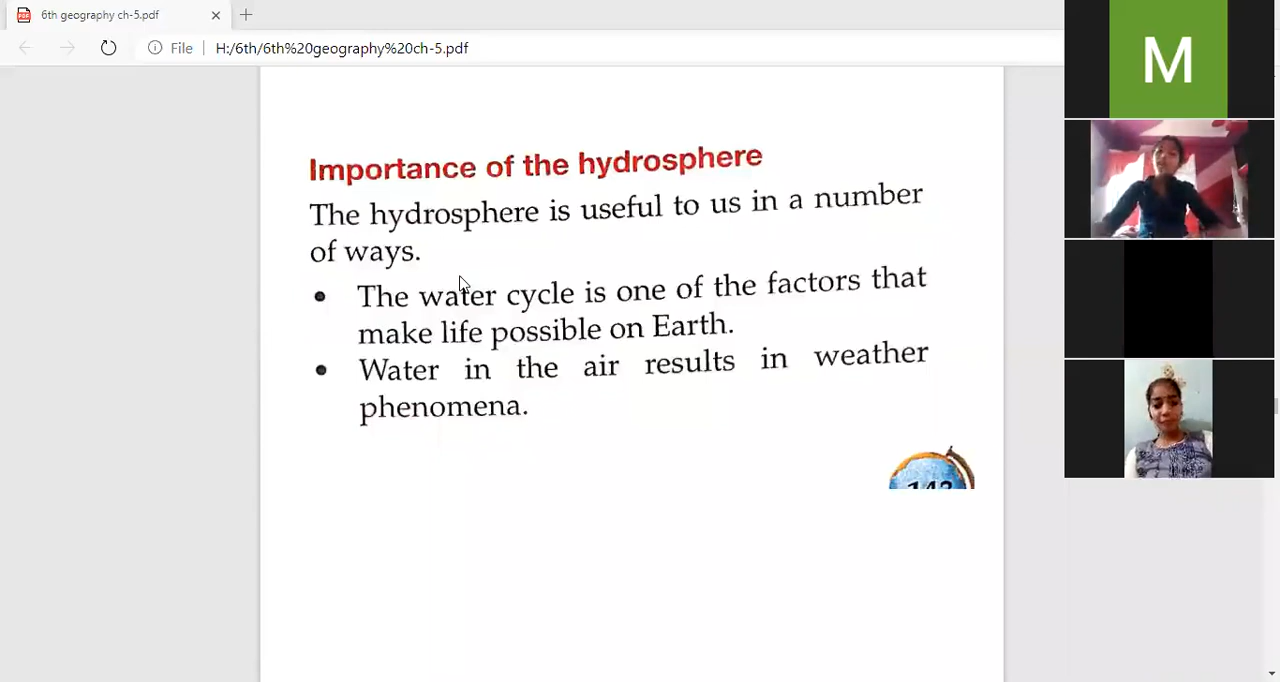 6th geography ch-5.pdf
File
H:/6th/6th%20geography%20ch-5.pdf
M
Importance of the hydrosphere
The hydrosphere is useful to us in a number
of ways.
• The water cycle is one of the factors that
make life possible on Earth.
• Water in the air results in weather
phenomena.